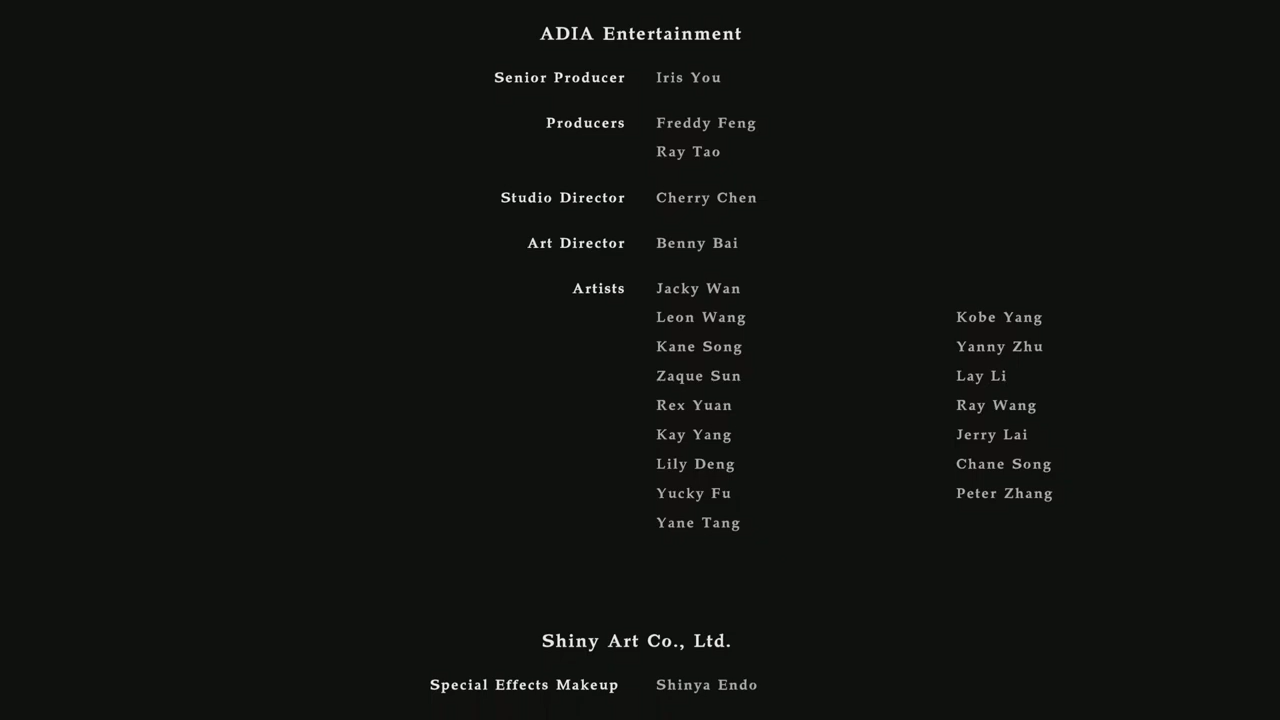 ADIA Entertainment
Senior Producer Iris You
Producers Freddy Feng
Ray Tao
Studio Director Cherry Chen
Art Director Benny Bai
Artists Jacky Wan
Leon Wang Kobe Yang
Kane Song Yanny Zhu
Zaque Sun Lay Li
Rex Yuan Ray Wang
Kay Yang Jerry Lai
Lily Deng Chane Song
Yucky Fu Peter Zhang
Yane Tang
Shiny Art Co., Ltd.
Special Effects Makeup Shinya Endo